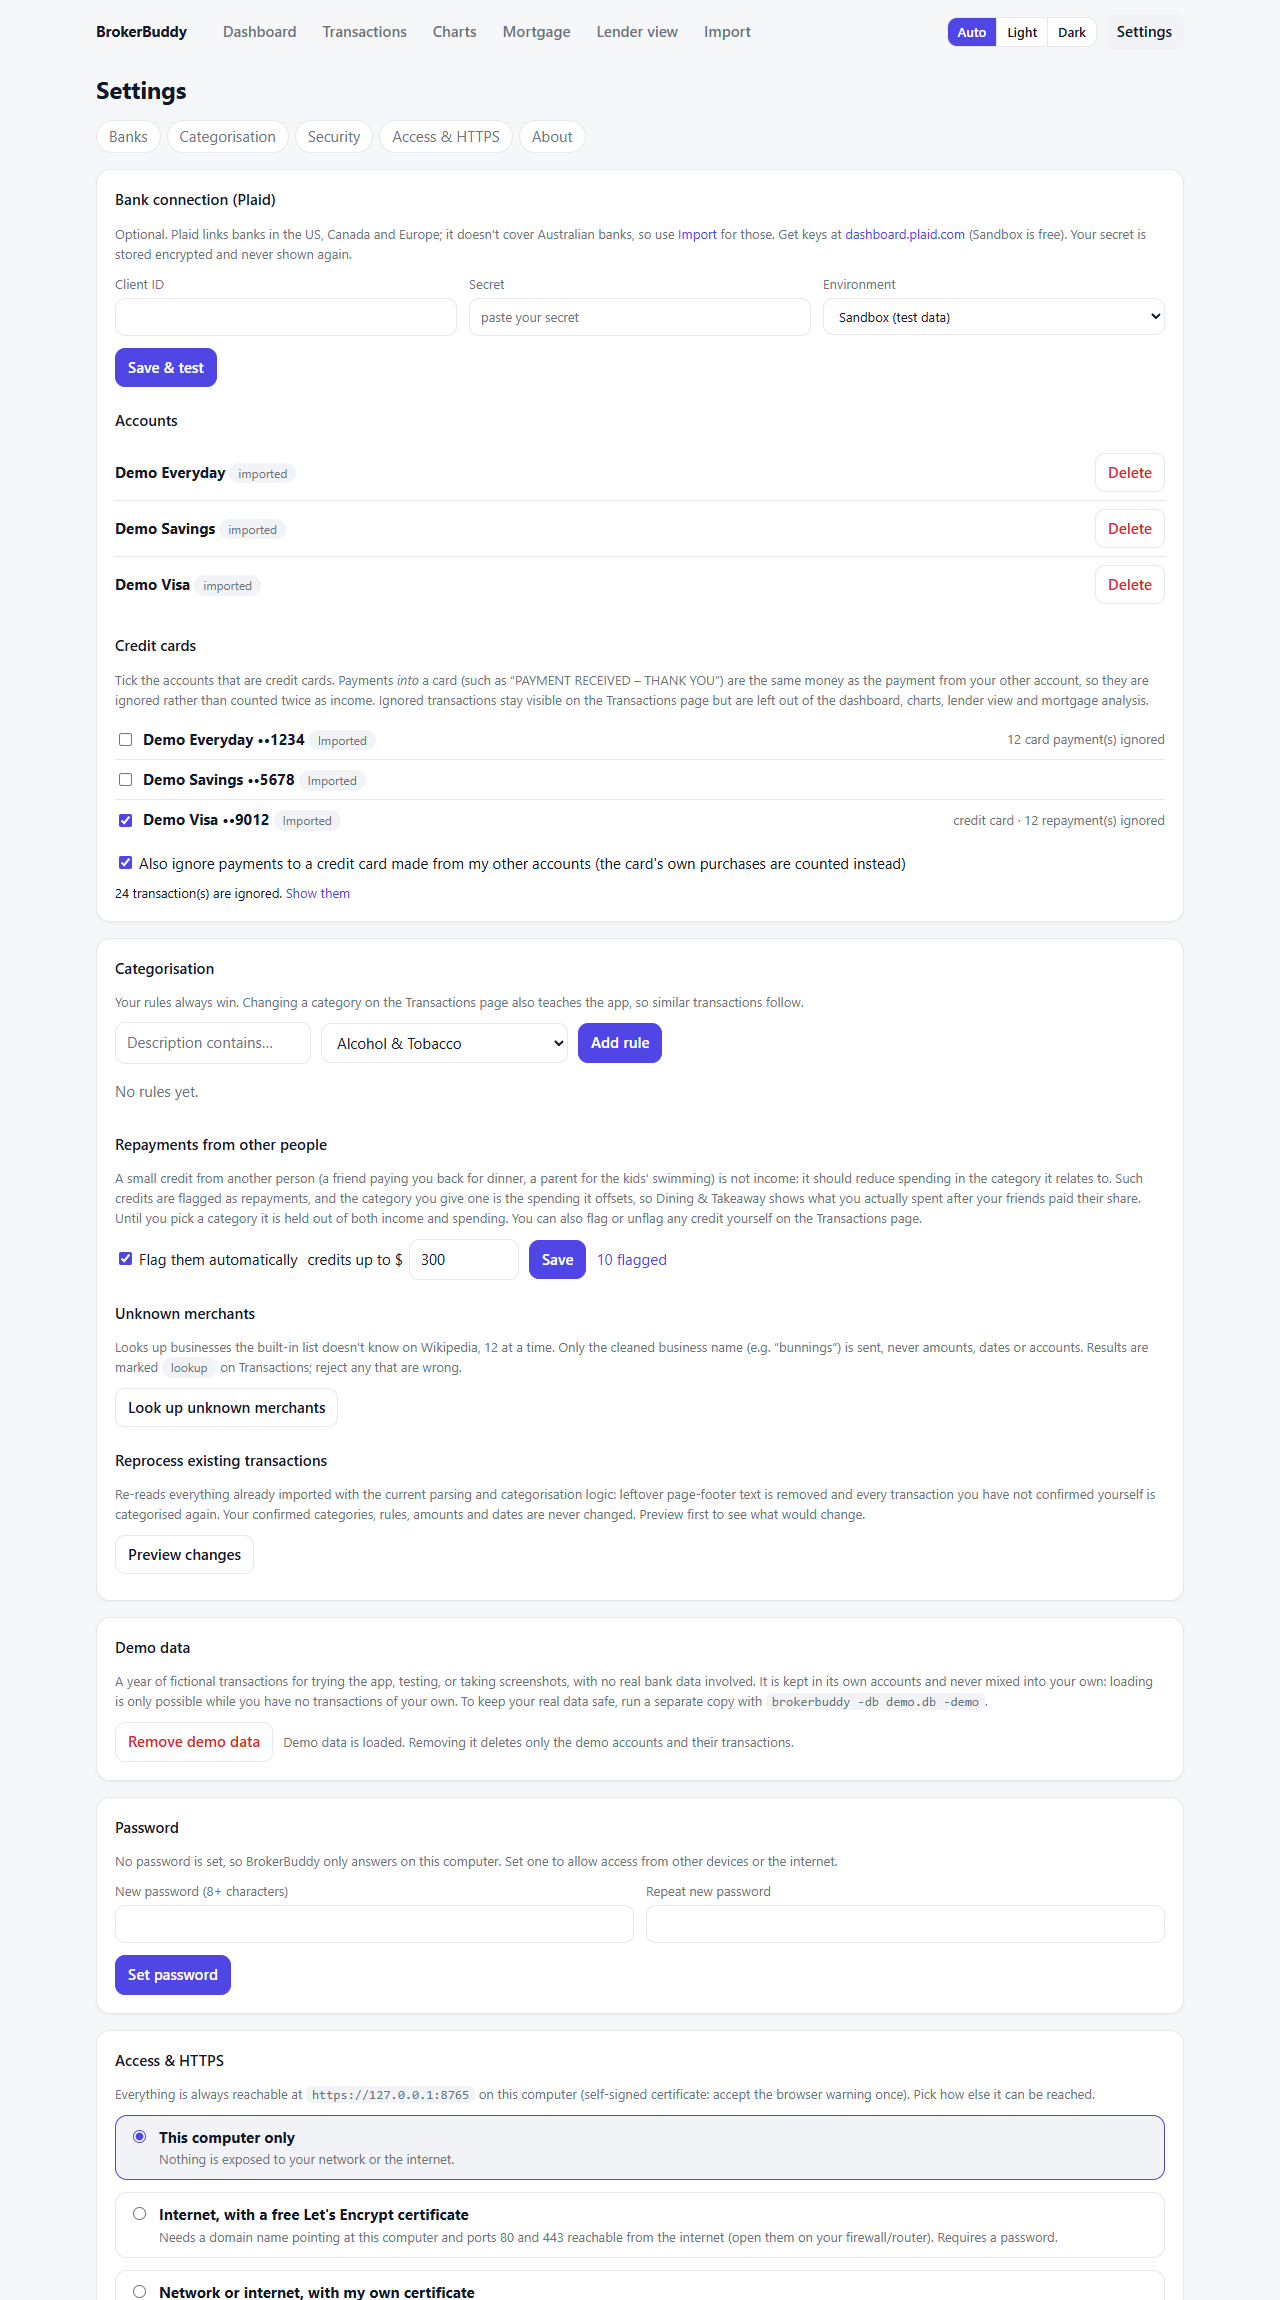 BrokerBuddy Dashboard Transactions Charts Mortgage Lender view Import Auto Light Dark Settings
Settings
Banks Categorisation Security Access & HTTPS About
Bank connection (Plaid)
Optional. Plaid links banks in the US, Canada and Europe; it doesn't cover Australian banks, so use Import for those. Get keys at dashboard.plaid.com (Sandbox is free). Your secret is
stored encrypted and never shown again.
Client ID Secret Environment
paste your secret Sandbox (test data)
Save & test
Accounts
Demo Everyday imported Delete
Demo Savings imported Delete
Demo Visa imported Delete
Credit cards
Tick the accounts that are credit cards. Payments into a card (such as “PAYMENT RECEIVED – THANK YOU”) are the same money as the payment from your other account, so they are
ignored rather than counted twice as income. Ignored transactions stay visible on the Transactions page but are left out of the dashboard, charts, lender view and mortgage analysis.
Demo Everyday ••1234 Imported 12 card payment(s) ignored
Demo Savings ••5678 Imported
Demo Visa ••9012 Imported credit card · 12 repayment(s) ignored
Also ignore payments to a credit card made from my other accounts (the card's own purchases are counted instead)
24 transaction(s) are ignored. Show them
Categorisation
Your rules always win. Changing a category on the Transactions page also teaches the app, so similar transactions follow.
Description contains... Alcohol & Tobacco Add rule
No rules yet.
Repayments from other people
A small credit from another person (a friend paying you back for dinner, a parent for the kids' swimming) is not income: it should reduce spending in the category it relates to. Such
credits are flagged as repayments, and the category you give one is the spending it offsets, so Dining & Takeaway shows what you actually spent after your friends paid their share.
Until you pick a category it is held out of both income and spending. You can also flag or unflag any credit yourself on the Transactions page.
Flag them automatically credits up to $ 300 Save 10 flagged
Unknown merchants
Looks up businesses the built-in list doesn't know on Wikipedia, 12 at a time. Only the cleaned business name (e.g. “bunnings”) is sent, never amounts, dates or accounts. Results are
marked lookup on Transactions; reject any that are wrong.
Look up unknown merchants
Reprocess existing transactions
Re-reads everything already imported with the current parsing and categorisation logic: leftover page-footer text is removed and every transaction you have not confirmed yourself is
categorised again. Your confirmed categories, rules, amounts and dates are never changed. Preview first to see what would change.
Preview changes
Demo data
A year of fictional transactions for trying the app, testing, or taking screenshots, with no real bank data involved. It is kept in its own accounts and never mixed into your own: loading
is only possible while you have no transactions of your own. To keep your real data safe, run a separate copy with brokerbuddy -db demo.db -demo.
Remove demo data Demo data is loaded. Removing it deletes only the demo accounts and their transactions.
Password
No password is set, so BrokerBuddy only answers on this computer. Set one to allow access from other devices or the internet.
New password (8+ characters) Repeat new password
Set password
Access & HTTPS
Everything is always reachable at https://127.0.0.1:8765 on this computer (self-signed certificate: accept the browser warning once). Pick how else it can be reached.
This computer only
Nothing is exposed to your network or the internet.
Internet, with a free Let's Encrypt certificate
Needs a domain name pointing at this computer and ports 80 and 443 reachable from the internet (open them on your firewall/router). Requires a password.
Network or internet, with my own certificate